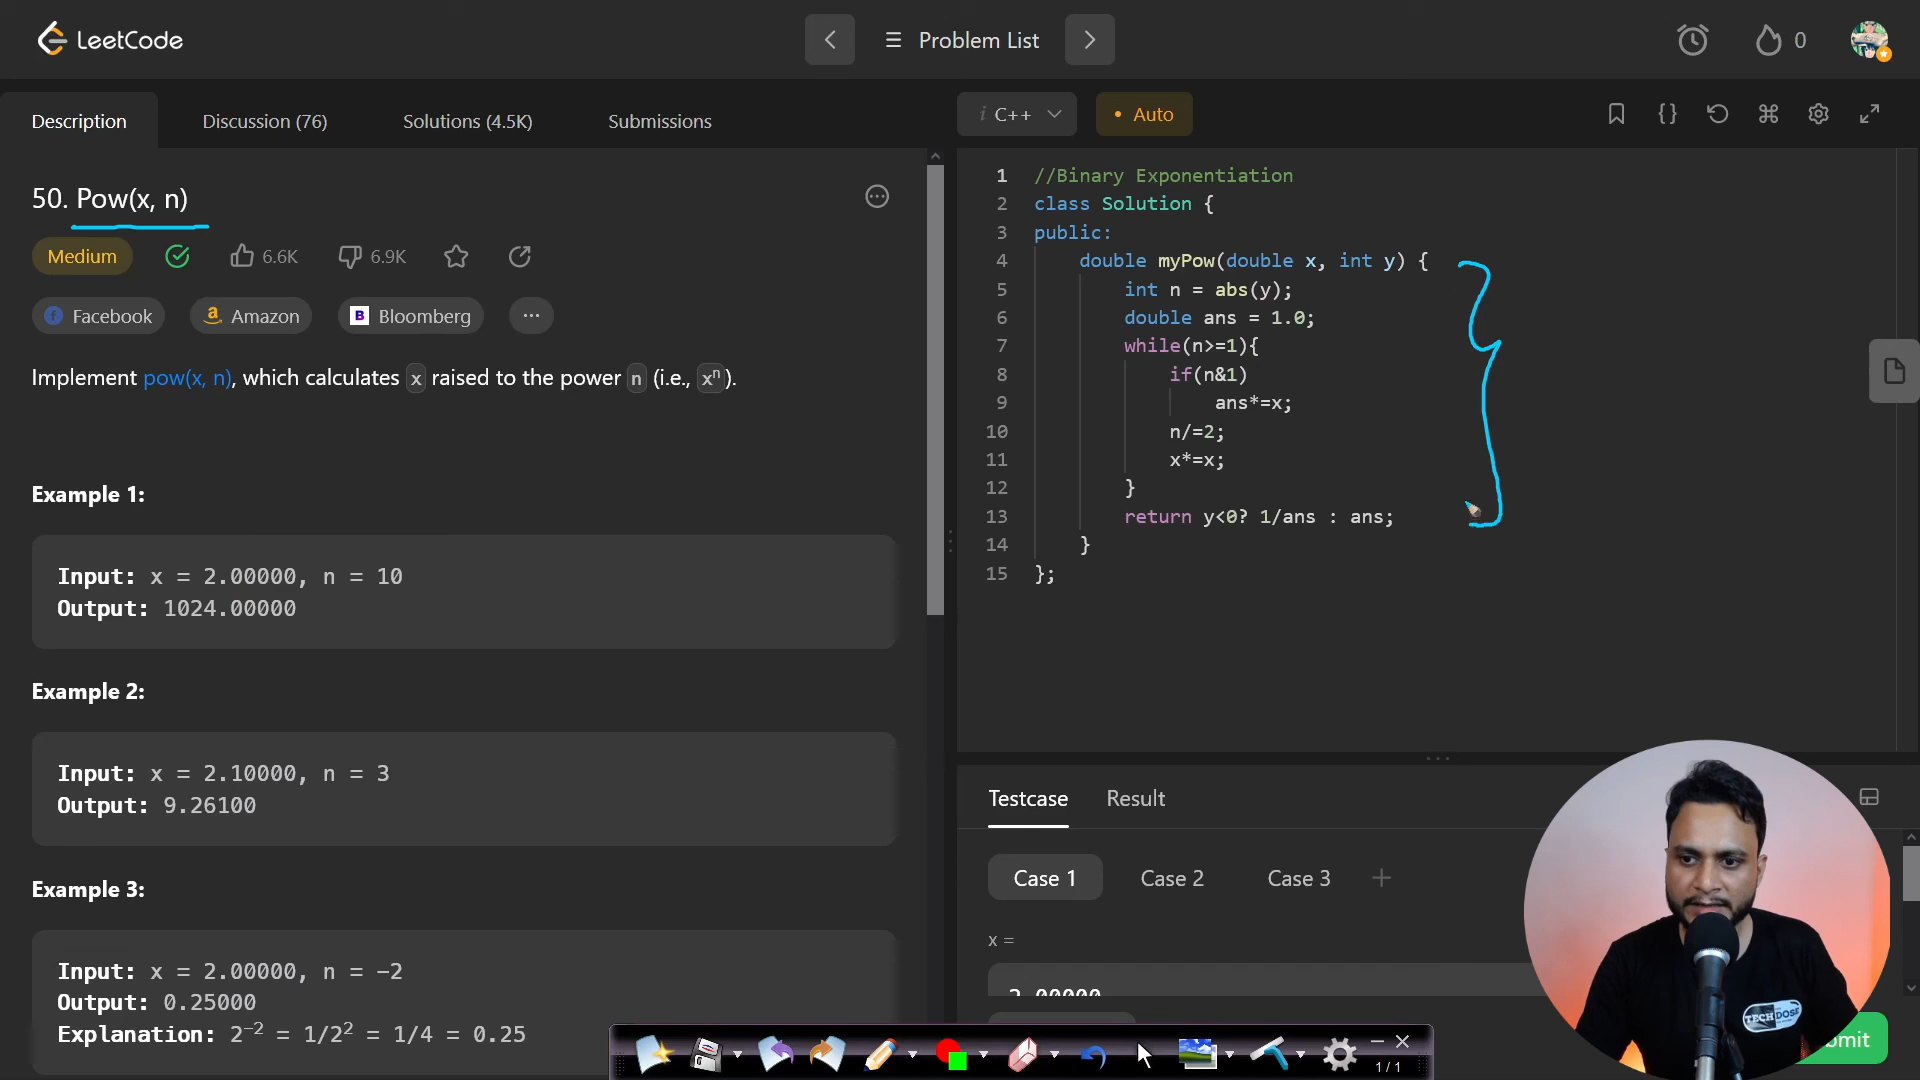 LeetCode
Problem List
0
Description
Discussion (76)
Solutions (4.5K)
Submissions
50. Pow(x, n)
Medium
6.6K
6.9K
Facebook
Amazon
Bloomberg
Implement pow(x, n), which calculates x raised to the power n (i.e., xⁿ).
Example 1:
Input: x = 2.00000, n = 10
Output: 1024.00000
Example 2:
Input: x = 2.10000, n = 3
Output: 9.26100
Example 3:
Input: x = 2.00000, n = -2
Output: 0.25000
Explanation: 2⁻² = 1/2² = 1/4 = 0.25
i C++
• Auto
1 //Binary Exponentiation
2 class Solution {
3 public:
4 double myPow(double x, int y) {
5 int n = abs(y);
6 double ans = 1.0;
7 while(n>=1){
8 if(n&1)
9 ans*=x;
10 n/=2;
11 x*=x;
12 }
13 return y<0? 1/ans : ans;
14 }
15 };
Testcase
Result
Case 1
Case 2
Case 3
x =
2.00000
TECH DOSE
1/1